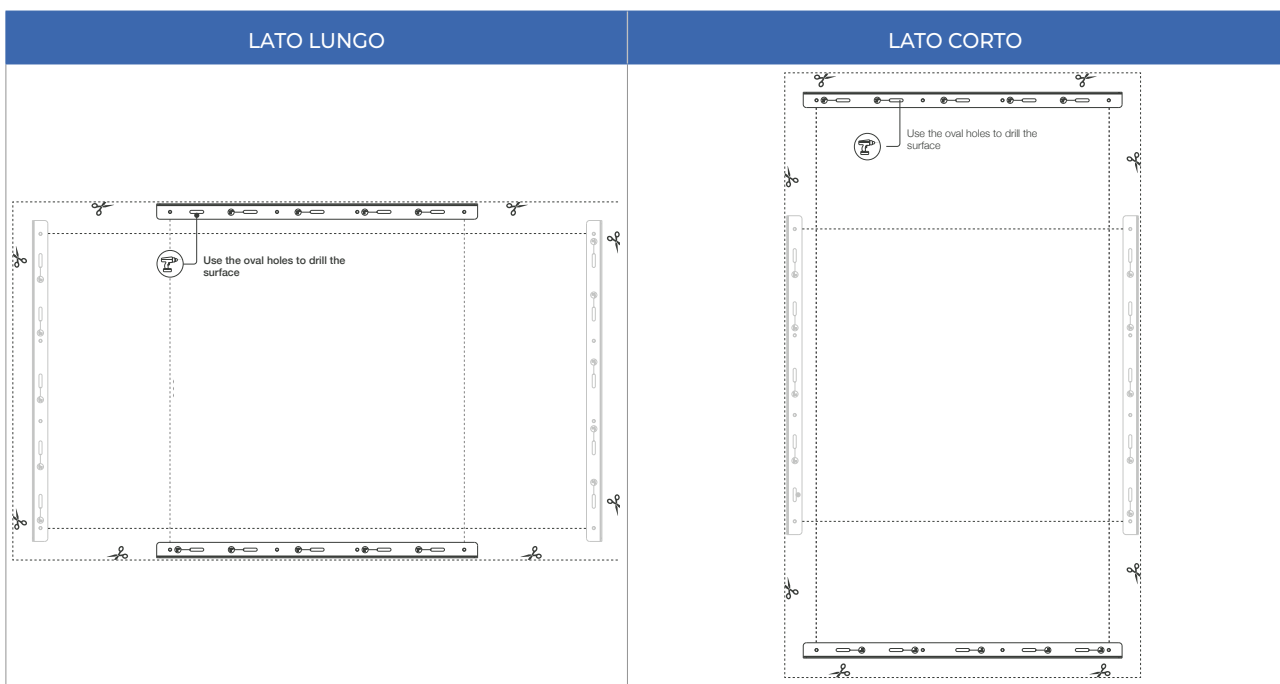 LATO LUNGO
LATO CORTO
Use the oval holes to drill the
surface
Use the oval holes to drill the
surface